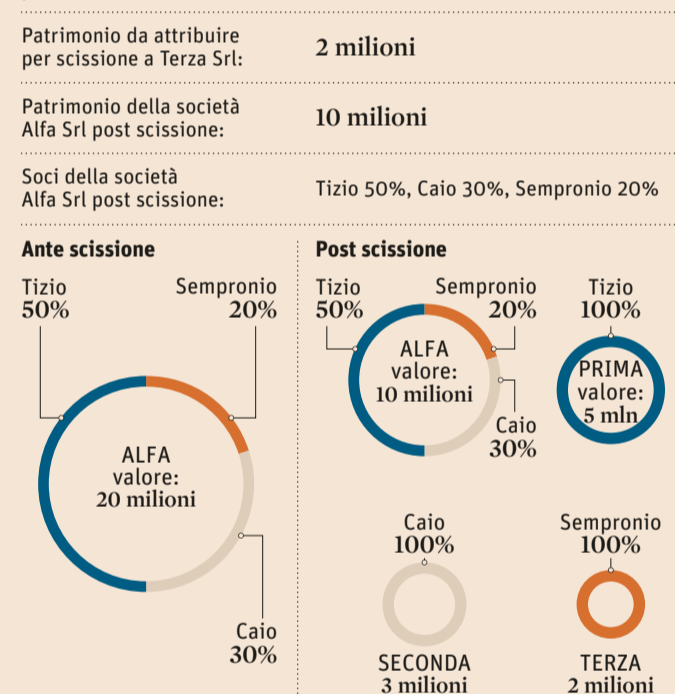 Patrimonio da attribuire
per scissione a Terza Srl:
2 milioni
Patrimonio della società
Alfa Srl post scissione:
10 milioni
Soci della società
Alfa Srl post scissione:
Tizio 50%, Caio 30%, Sempronio 20%
Ante scissione
Tizio
50%
Sempronio
20%
ALFA
valore:
20 milioni
Caio
30%
Post scissione
Tizio
50%
Sempronio
20%
ALFA
valore:
10 milioni
Caio
30%
Tizio
100%
PRIMA
valore:
5 mln
Caio
100%
SECONDA
3 milioni
Sempronio
100%
TERZA
2 milioni